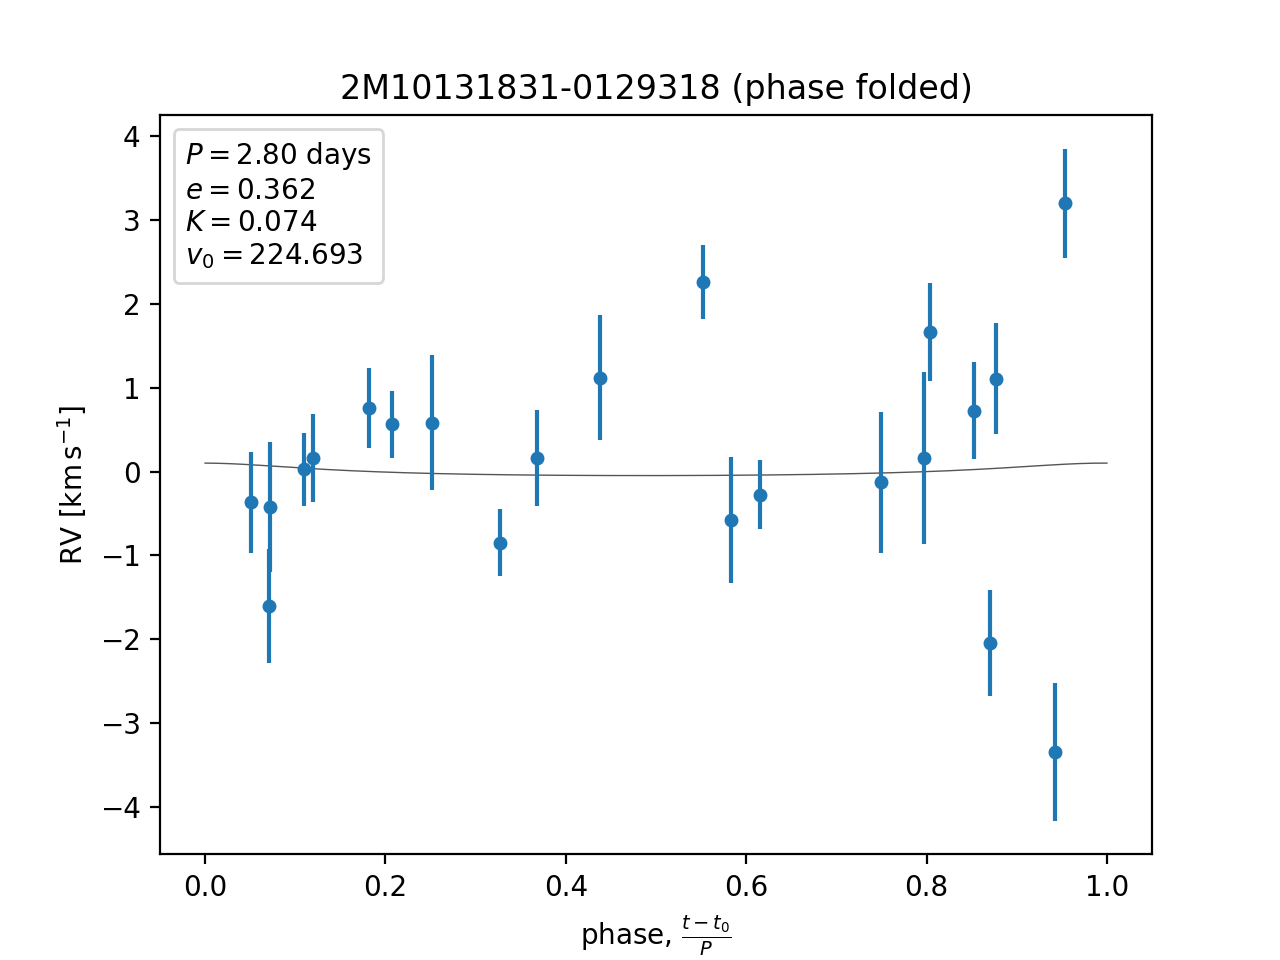 2M10131831-0129318 (phase folded)
P = 2.80 days
e = 0.362
K = 0.074
v₀ = 224.693
4
3
2
1
0
−1
−2
−3
−4
RV [km s⁻¹]
0.0 0.2 0.4 0.6 0.8 1.0
phase, (t − t₀)/P